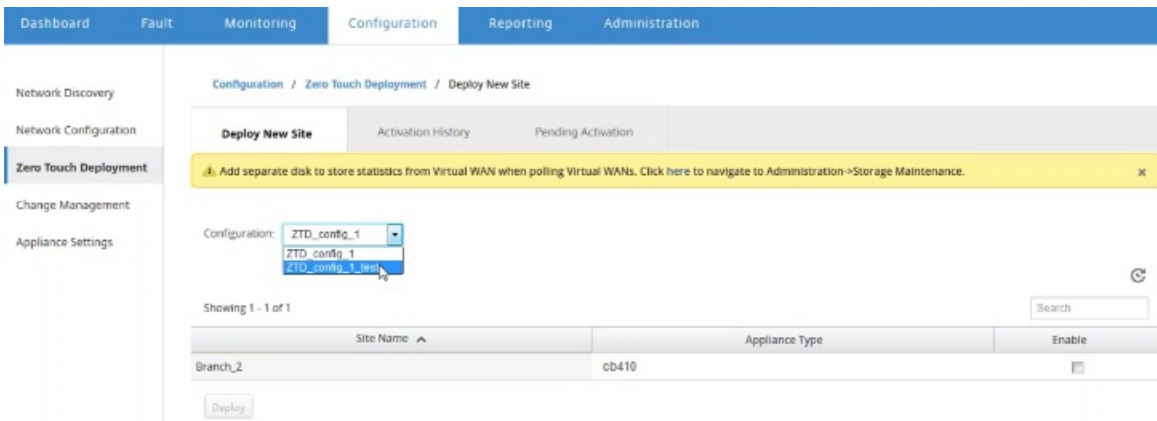 Dashboard Fault Monitoring Configuration Reporting Administration
Network Discovery
Network Configuration
Zero Touch Deployment
Change Management
Appliance Settings
Configuration / Zero Touch Deployment / Deploy New Site
Deploy New Site Activation History Pending Activation
Add separate disk to store statistics from Virtual WAN when polling Virtual WANs. Click here to navigate to Administration->Storage Maintenance.
Configuration: ZTD_config_1
ZTD_config_1
ZTD_config_1_test
Showing 1 - 1 of 1 Search
Site Name Appliance Type Enable
Branch_2 cb410
Deploy